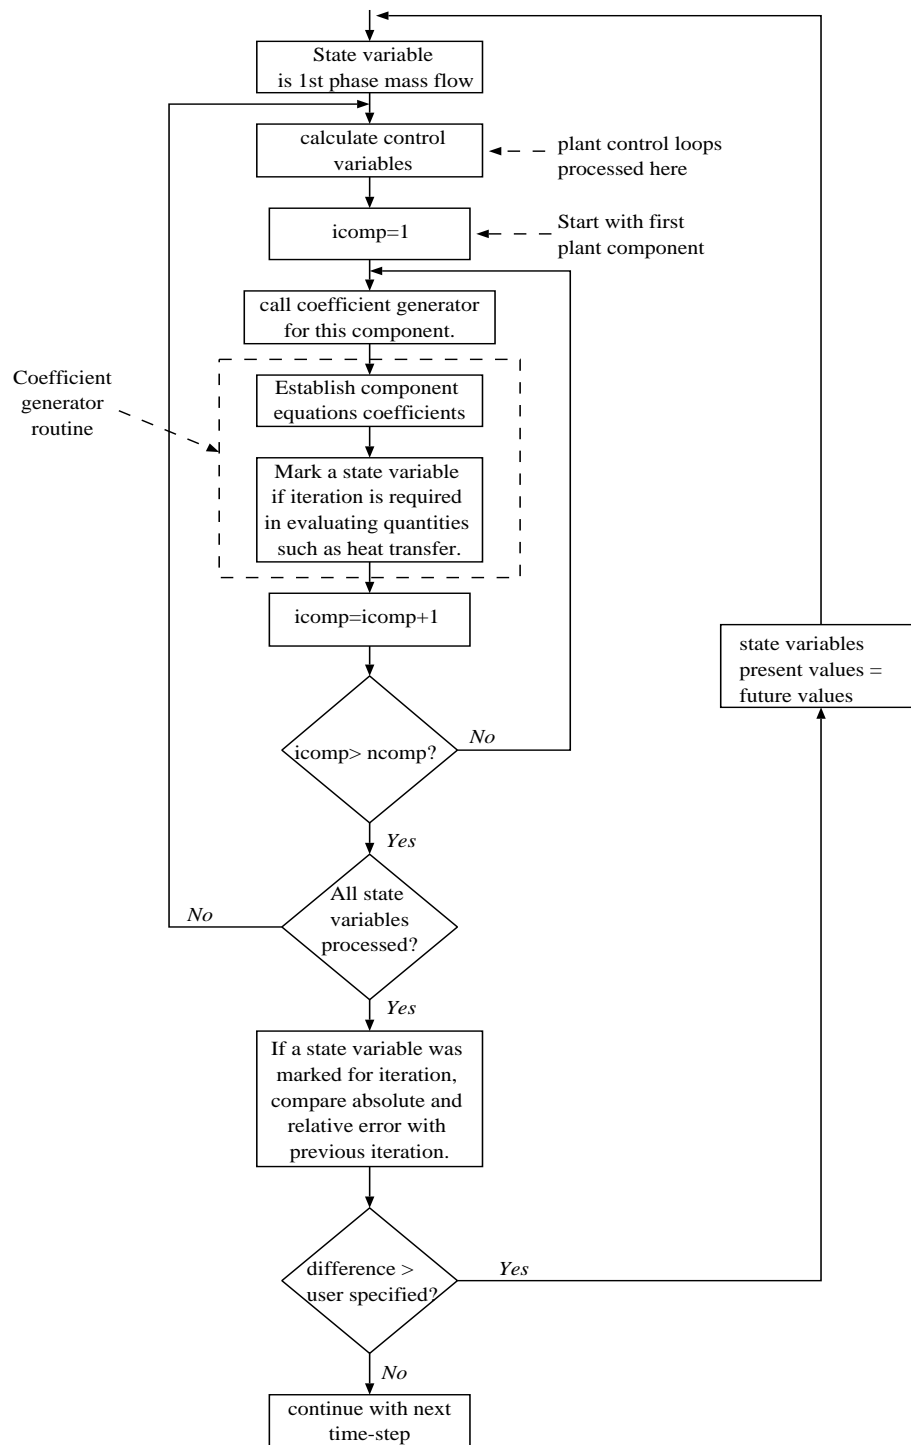 State variable
is 1st phase mass flow
calculate control
variables
plant control loops
processed here
icomp=1
Start with first
plant component
call coefficient generator
for this component.
Coefficient
generator
routine
Establish component
equations coefficients
Mark a state variable
if iteration is required
in evaluating quantities
such as heat transfer.
icomp=icomp+1
state variables
present values =
future values
icomp> ncomp?
No
Yes
All state
variables
processed?
No
Yes
If a state variable was
marked for iteration,
compare absolute and
relative error with
previous iteration.
difference >
user specified?
Yes
No
continue with next
time-step